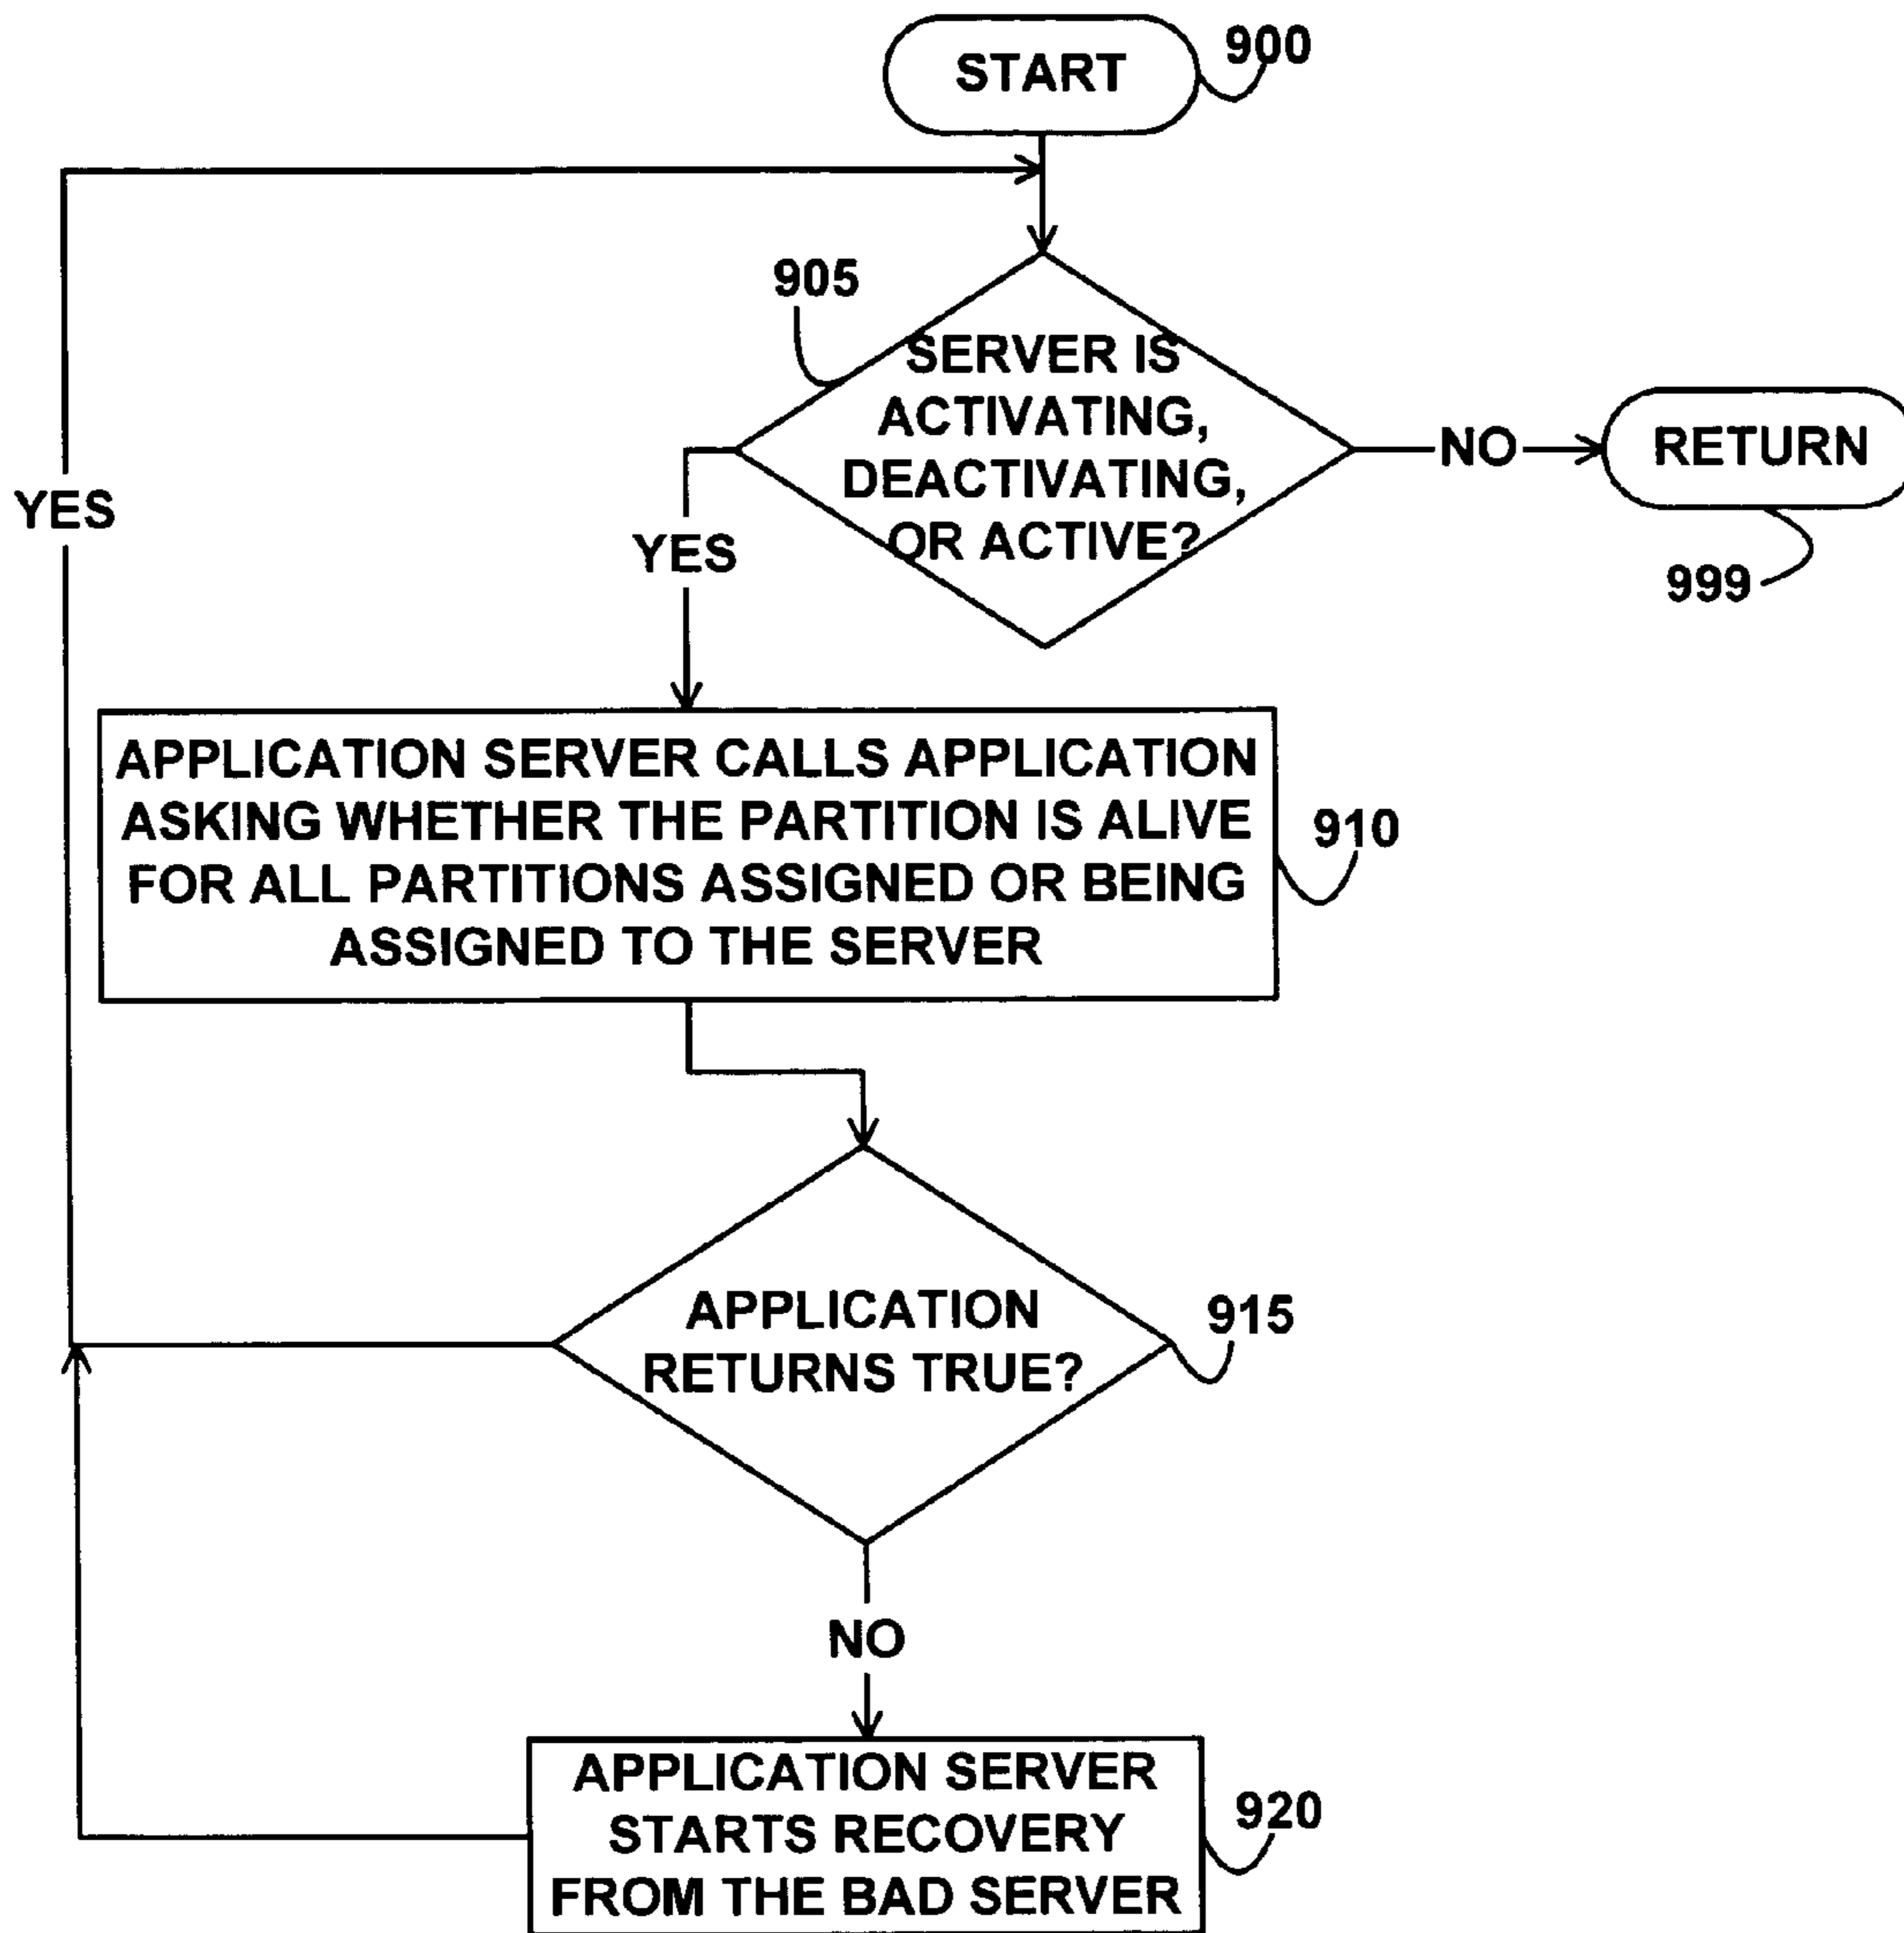 START
900
905
SERVER IS
ACTIVATING,
DEACTIVATING,
OR ACTIVE?
NO
RETURN
999
YES
YES
APPLICATION SERVER CALLS APPLICATION
ASKING WHETHER THE PARTITION IS ALIVE
FOR ALL PARTITIONS ASSIGNED OR BEING
ASSIGNED TO THE SERVER
910
APPLICATION
RETURNS TRUE?
915
NO
APPLICATION SERVER
STARTS RECOVERY
FROM THE BAD SERVER
920